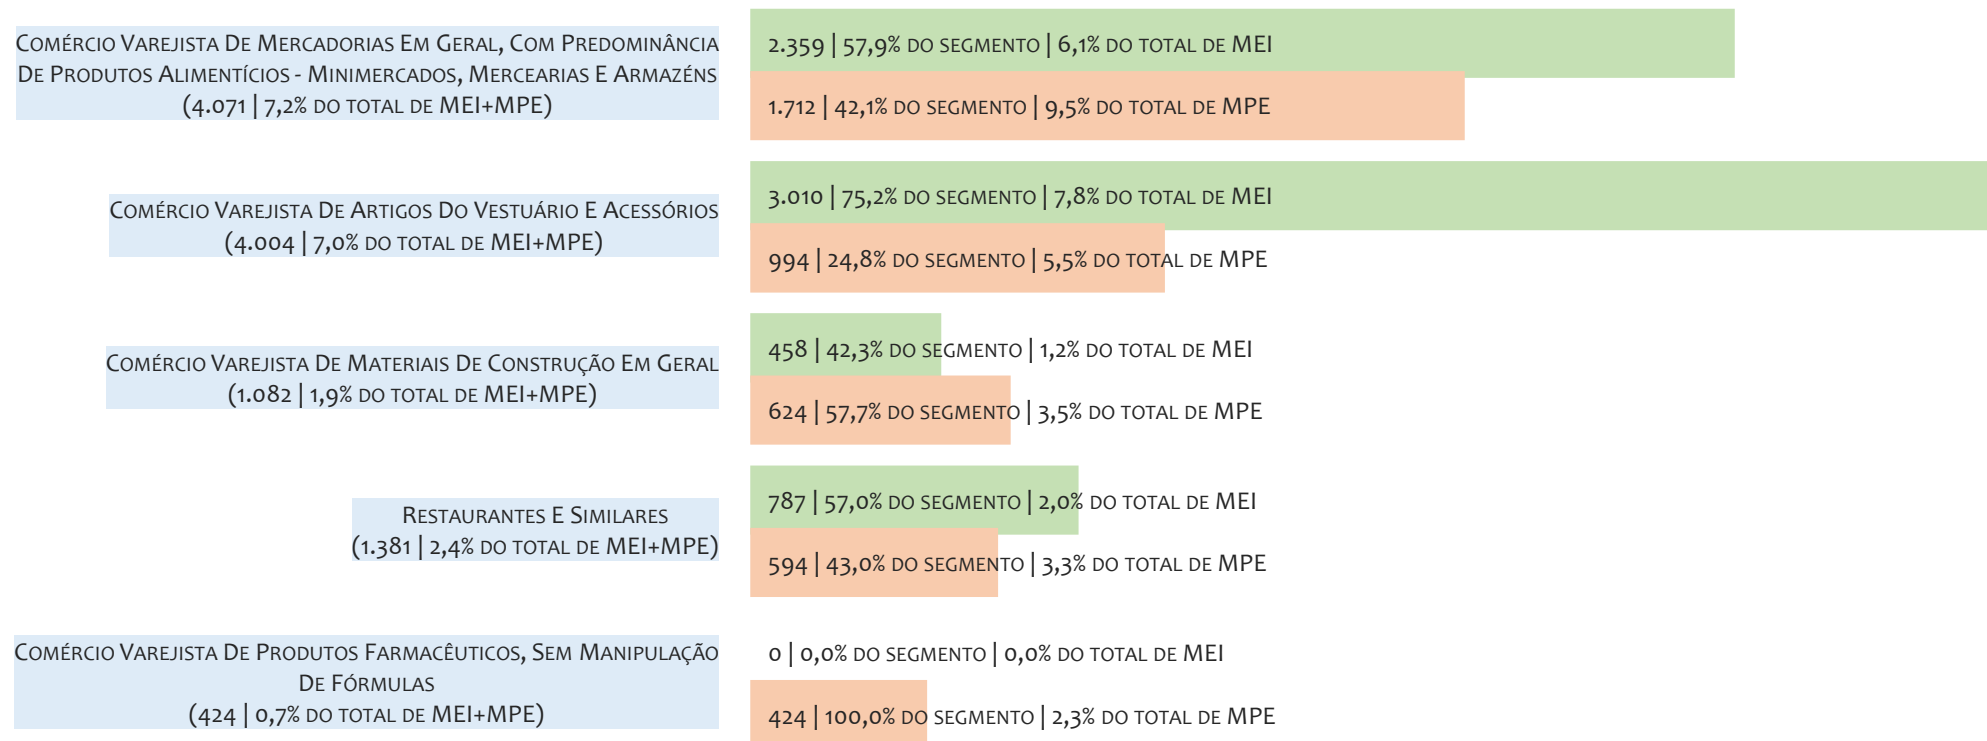 Comércio Varejista De Mercadorias Em Geral, Com Predominância
De Produtos Alimentícios - Minimercados, Mercearias E Armazéns
(4.071 | 7,2% do total de MEI+MPE)
2.359 | 57,9% do segmento | 6,1% do total de MEI
1.712 | 42,1% do segmento | 9,5% do total de MPE
Comércio Varejista De Artigos Do Vestuário E Acessórios
(4.004 | 7,0% do total de MEI+MPE)
3.010 | 75,2% do segmento | 7,8% do total de MEI
994 | 24,8% do segmento | 5,5% do total de MPE
Comércio Varejista De Materiais De Construção Em Geral
(1.082 | 1,9% do total de MEI+MPE)
458 | 42,3% do segmento | 1,2% do total de MEI
624 | 57,7% do segmento | 3,5% do total de MPE
Restaurantes E Similares
(1.381 | 2,4% do total de MEI+MPE)
787 | 57,0% do segmento | 2,0% do total de MEI
594 | 43,0% do segmento | 3,3% do total de MPE
Comércio Varejista De Produtos Farmacêuticos, Sem Manipulação
De Fórmulas
(424 | 0,7% do total de MEI+MPE)
0 | 0,0% do segmento | 0,0% do total de MEI
424 | 100,0% do segmento | 2,3% do total de MPE